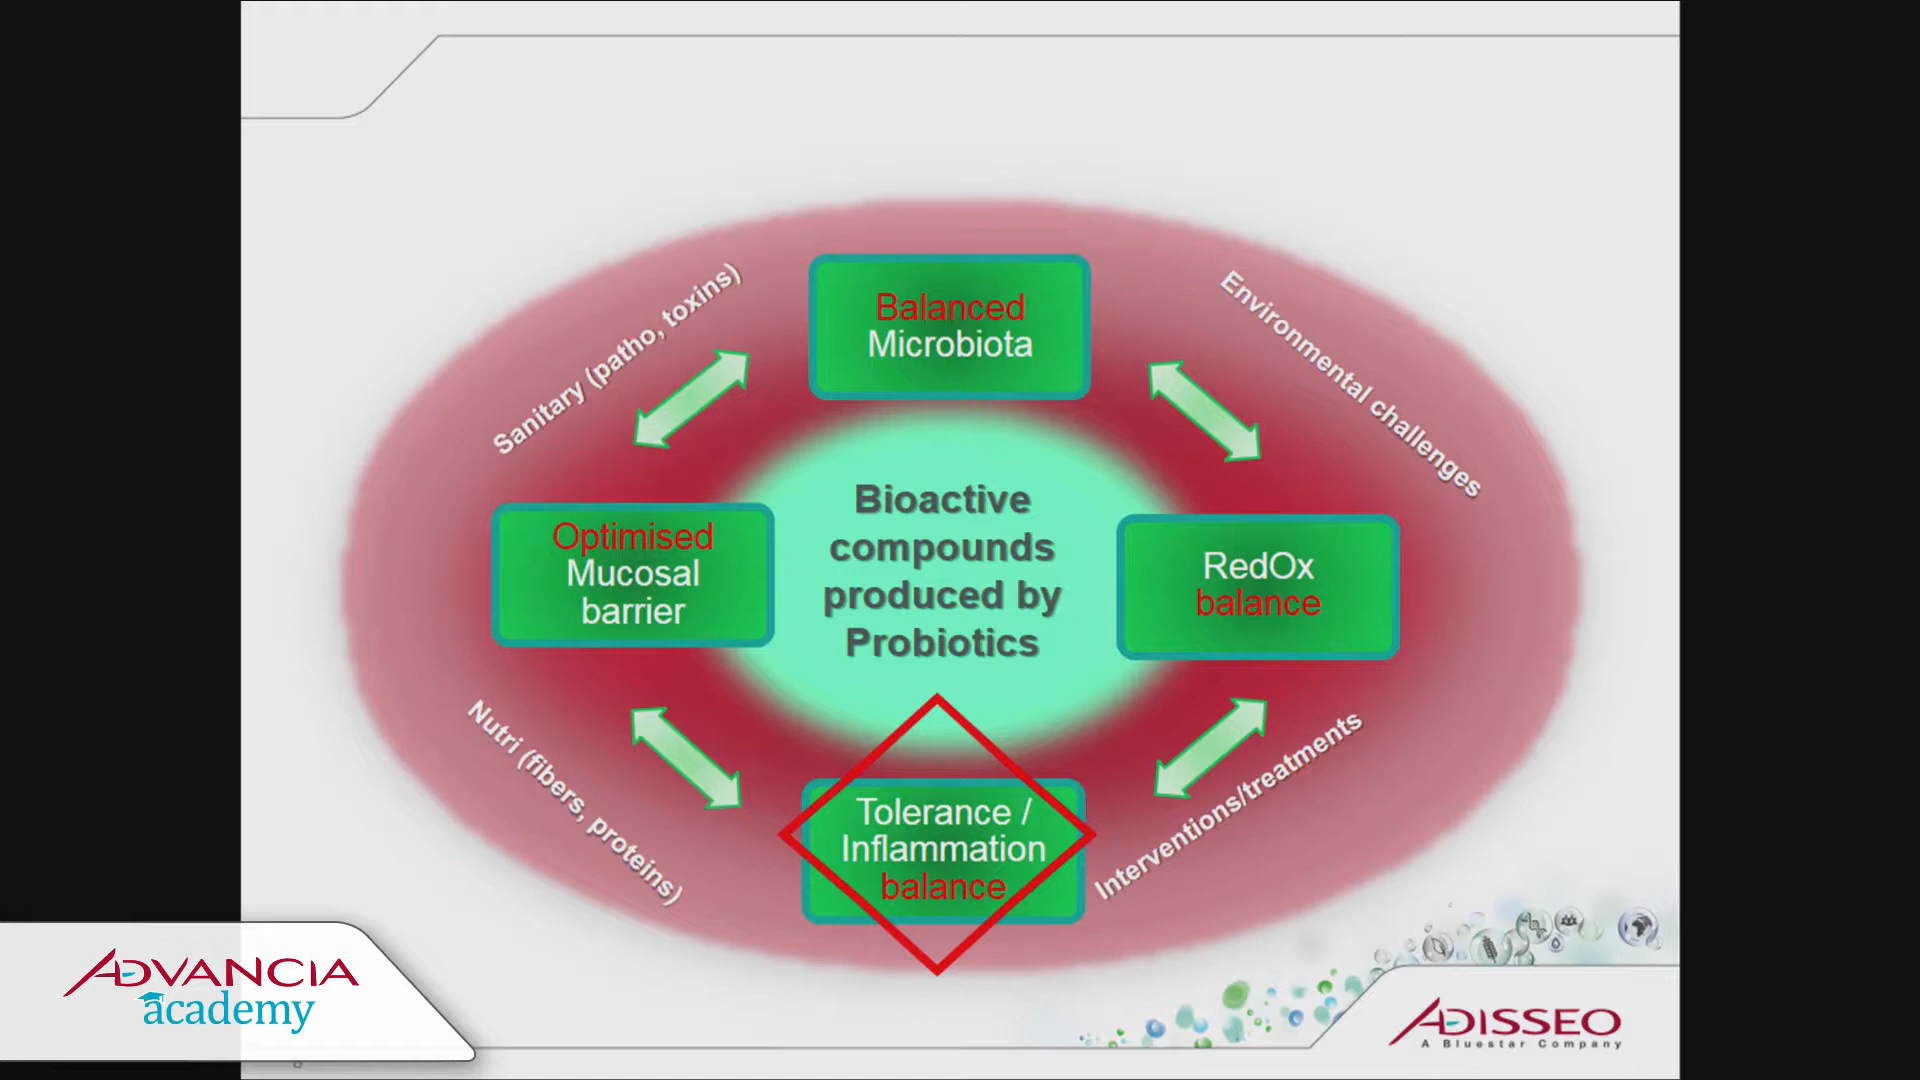 Sanitary (patho, toxins)
Balanced
Microbiota
Environmental challenges
Optimised
Mucosal
barrier
Bioactive
compounds
produced by
Probiotics
RedOx
balance
Nutri (fibers, proteins)
Tolerance /
Inflammation
balance
Interventions/treatments
ADVANCIA
academy
ADISSEO
A Bluestar Company